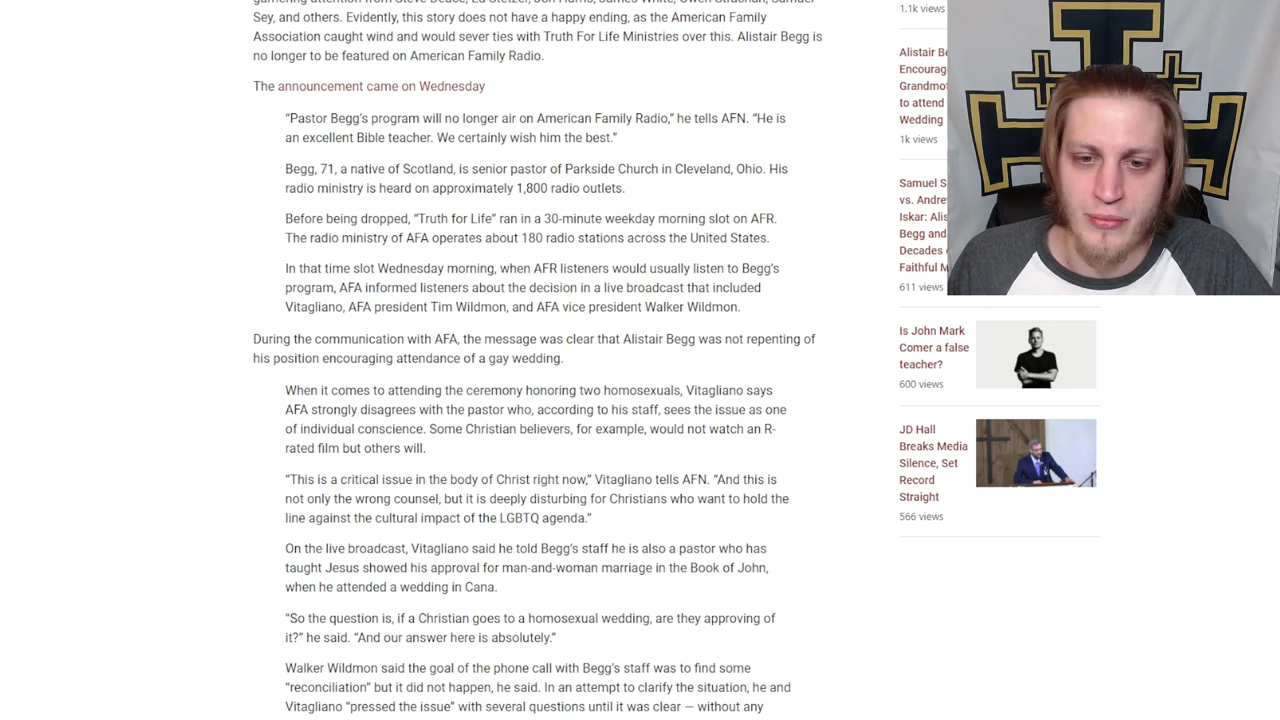 gathering attention from Steve Deace, Ed Stetzer, Jon Harris, James White, Owen Strachan, Samuel
Sey, and others. Evidently, this story does not have a happy ending, as the American Family
Association caught wind and would sever ties with Truth For Life Ministries over this. Alistair Begg is
no longer to be featured on American Family Radio.
The announcement came on Wednesday
“Pastor Begg’s program will no longer air on American Family Radio,” he tells AFN. “He is
an excellent Bible teacher. We certainly wish him the best.”
Begg, 71, a native of Scotland, is senior pastor of Parkside Church in Cleveland, Ohio. His
radio ministry is heard on approximately 1,800 radio outlets.
Before being dropped, “Truth for Life” ran in a 30-minute weekday morning slot on AFR.
The radio ministry of AFA operates about 180 radio stations across the United States.
In that time slot Wednesday morning, when AFR listeners would usually listen to Begg’s
program, AFA informed listeners about the decision in a live broadcast that included
Vitagliano, AFA president Tim Wildmon, and AFA vice president Walker Wildmon.
During the communication with AFA, the message was clear that Alistair Begg was not repenting of
his position encouraging attendance of a gay wedding.
When it comes to attending the ceremony honoring two homosexuals, Vitagliano says
AFA strongly disagrees with the pastor who, according to his staff, sees the issue as one
of individual conscience. Some Christian believers, for example, would not watch an R-
rated film but others will.
“This is a critical issue in the body of Christ right now,” Vitagliano tells AFN. “And this is
not only the wrong counsel, but it is deeply disturbing for Christians who want to hold the
line against the cultural impact of the LGBTQ agenda.”
On the live broadcast, Vitagliano said he told Begg’s staff he is also a pastor who has
taught Jesus showed his approval for man-and-woman marriage in the Book of John,
when he attended a wedding in Cana.
“So the question is, if a Christian goes to a homosexual wedding, are they approving of
it?” he said. “And our answer here is absolutely.”
Walker Wildmon said the goal of the phone call with Begg’s staff was to find some
“reconciliation” but it did not happen, he said. In an attempt to clarify the situation, he and
Vitagliano “pressed the issue” with several questions until it was clear — without any
1.1k views
Alistair Be
Encourag
Grandmot
to attend
Wedding
1k views
Samuel S
vs. Andre
Iskar: Alis
Begg and
Decades o
Faithful M
611 views
Is John Mark
Comer a false
teacher?
600 views
JD Hall
Breaks Media
Silence, Set
Record
Straight
566 views